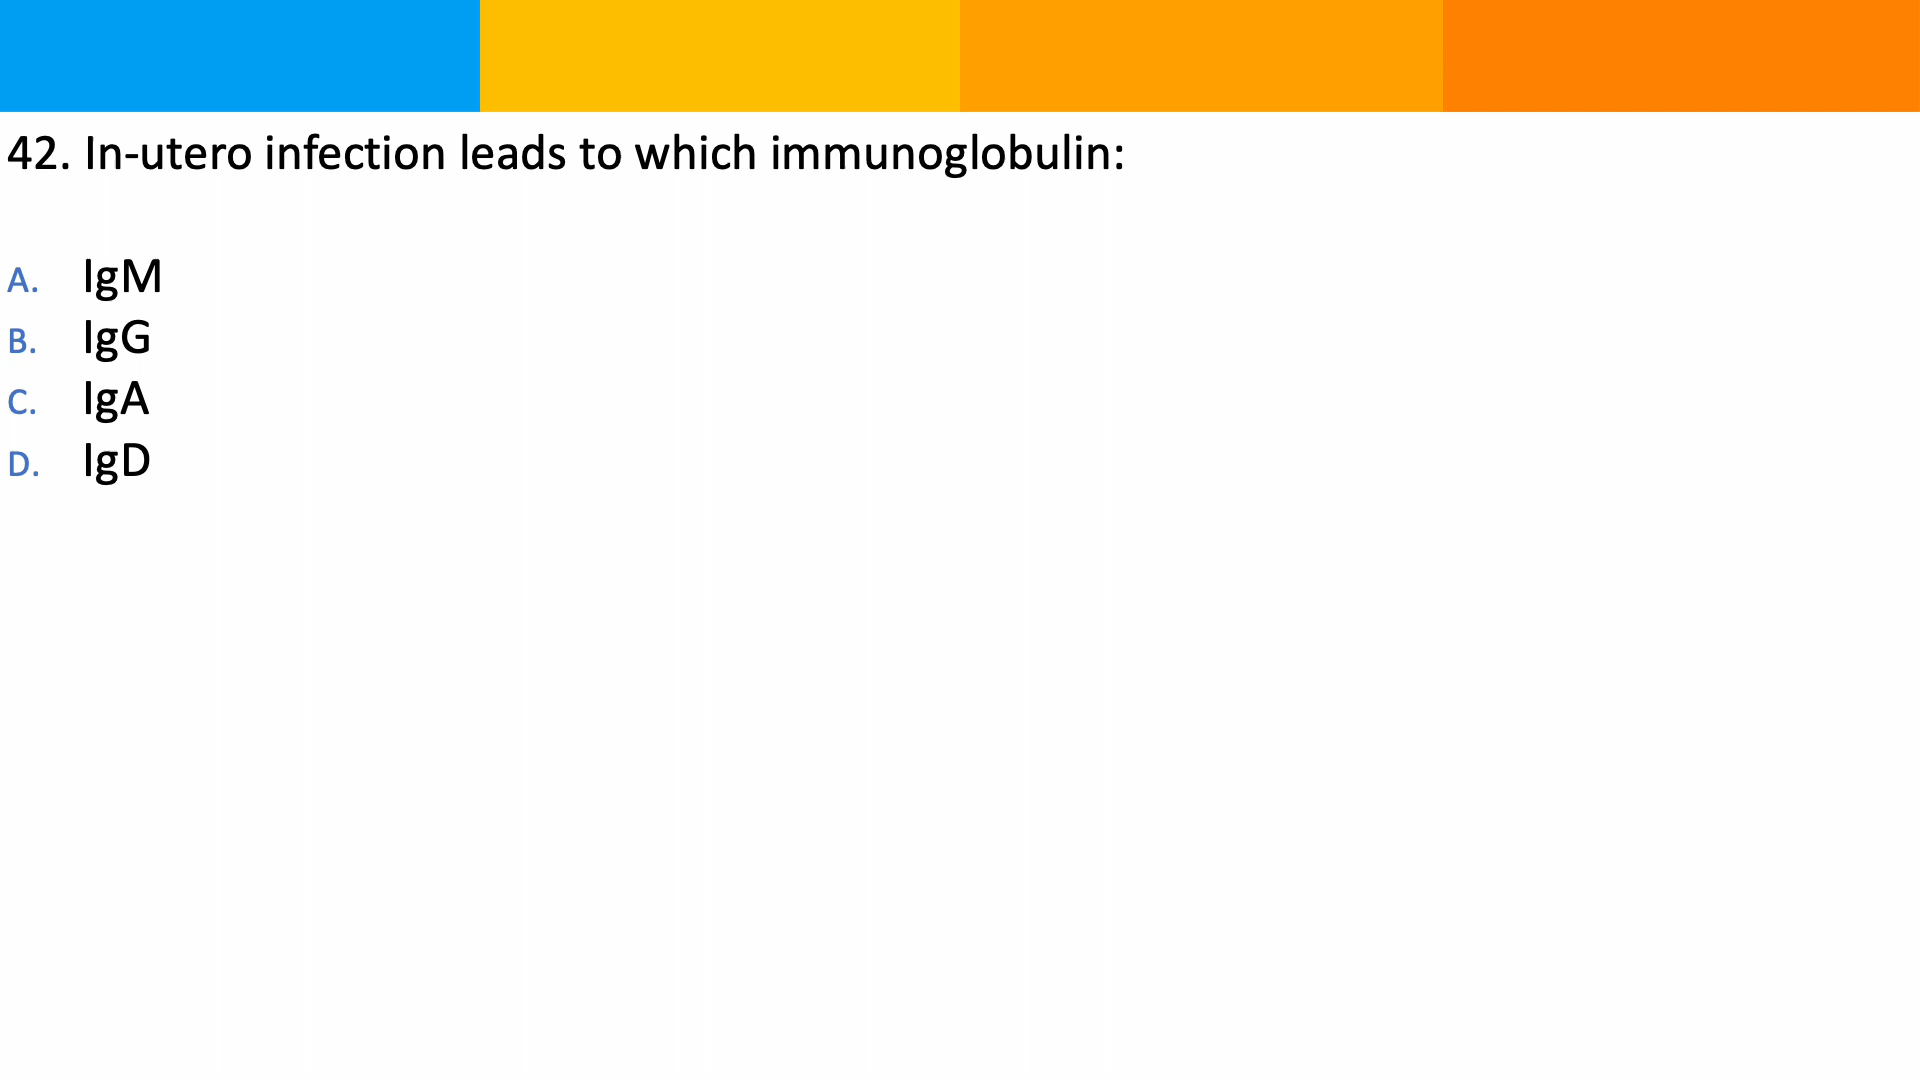 42. In-utero infection leads to which immunoglobulin:
A. IgM
B. IgG
C. IgA
D. IgD